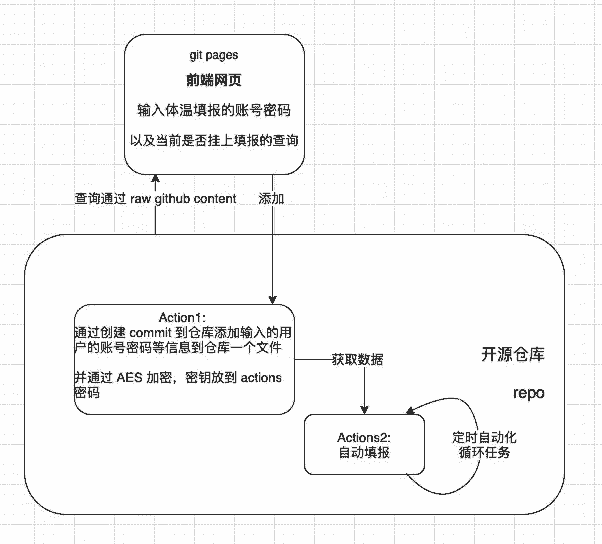 git pages
前端网页
输入体温填报的账号密码
以及当前是否挂上填报的查询
查询通过 raw github content
添加
Action1:
通过创建 commit 到仓库添加输入的用
户的账号密码等信息到仓库一个文件
并通过 AES 加密，密钥放到 actions
密码
获取数据
开源仓库
repo
Actions2:
自动填报
定时自动化
循环任务